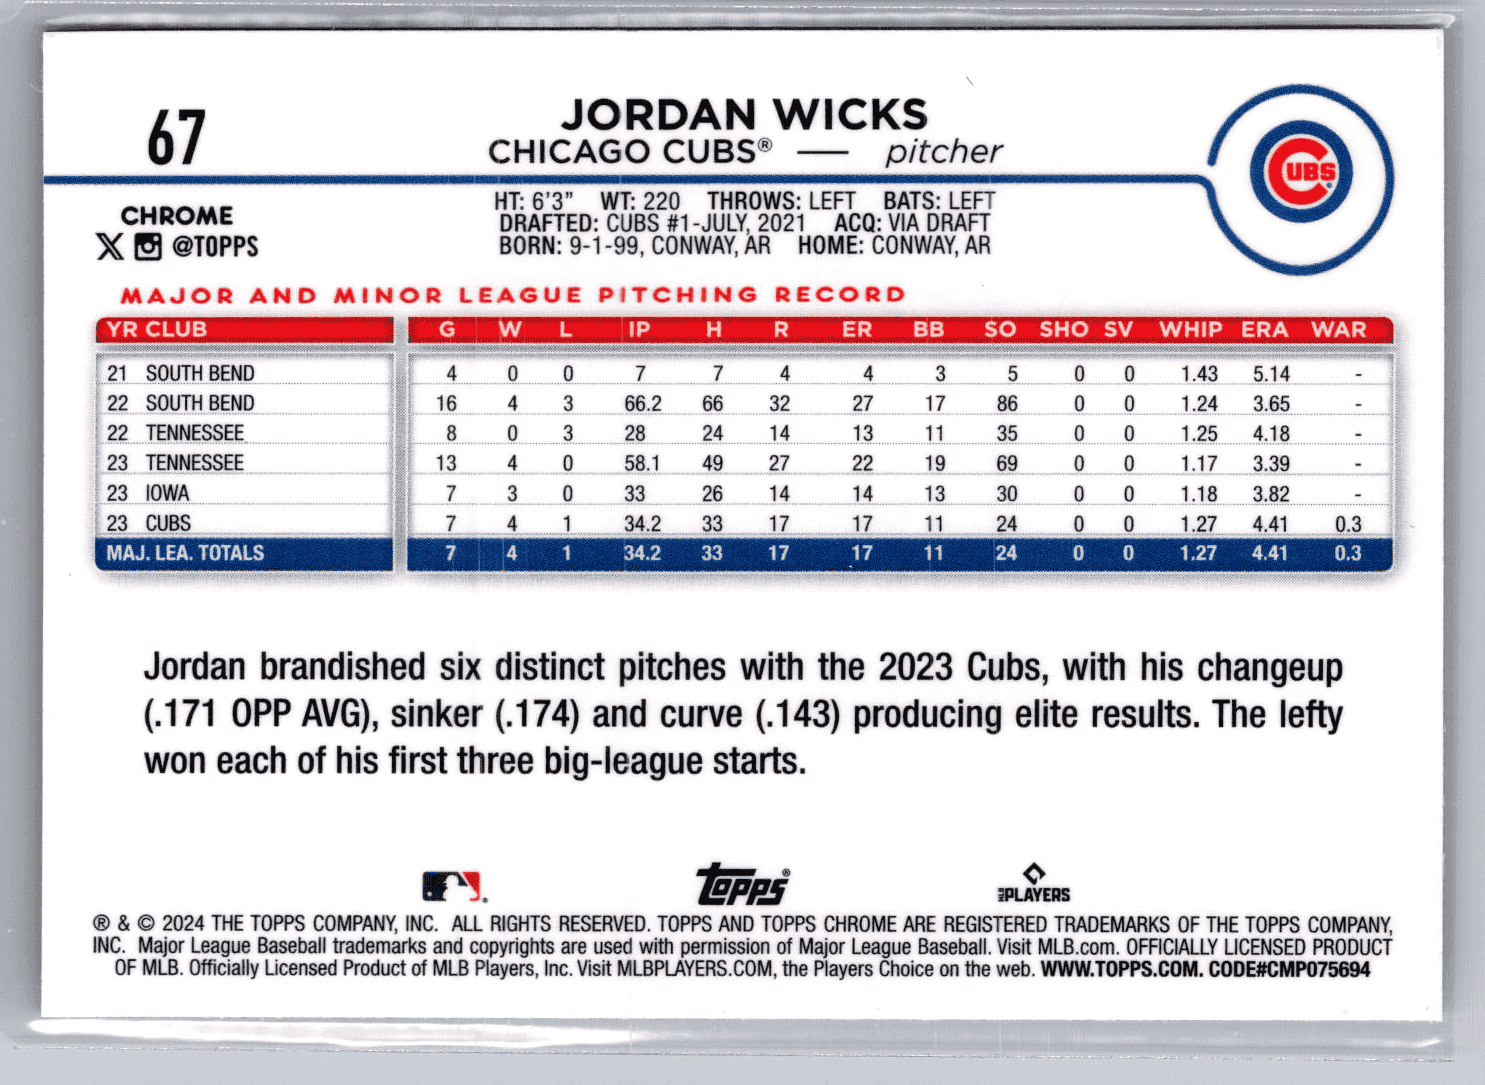 67
JORDAN WICKS
CHICAGO CUBS® — pitcher
CUBS
CHROME
X @TOPPS
HT: 6'3" WT: 220 THROWS: LEFT BATS: LEFT
DRAFTED: CUBS #1-JULY, 2021 ACQ: VIA DRAFT
BORN: 9-1-99, CONWAY, AR HOME: CONWAY, AR
MAJOR AND MINOR LEAGUE PITCHING RECORD
YR CLUB G W L IP H R ER BB SO SHO SV WHIP ERA WAR
21 SOUTH BEND 4 0 0 7 7 4 4 3 5 0 0 1.43 5.14 -
22 SOUTH BEND 16 4 3 66.2 66 32 27 17 86 0 0 1.24 3.65 -
22 TENNESSEE 8 0 3 28 24 14 13 11 35 0 0 1.25 4.18 -
23 TENNESSEE 13 4 0 58.1 49 27 22 19 69 0 0 1.17 3.39 -
23 IOWA 7 3 0 33 26 14 14 13 30 0 0 1.18 3.82 -
23 CUBS 7 4 1 34.2 33 17 17 11 24 0 0 1.27 4.41 0.3
MAJ. LEA. TOTALS 7 4 1 34.2 33 17 17 11 24 0 0 1.27 4.41 0.3
Jordan brandished six distinct pitches with the 2023 Cubs, with his changeup
(.171 OPP AVG), sinker (.174) and curve (.143) producing elite results. The lefty
won each of his first three big-league starts.
TOPPS®
MLB PLAYERS
® & © 2024 THE TOPPS COMPANY, INC. ALL RIGHTS RESERVED. TOPPS AND TOPPS CHROME ARE REGISTERED TRADEMARKS OF THE TOPPS COMPANY,
INC. Major League Baseball trademarks and copyrights are used with permission of Major League Baseball. Visit MLB.com. OFFICIALLY LICENSED PRODUCT
OF MLB. Officially Licensed Product of MLB Players, Inc. Visit MLBPLAYERS.COM, the Players Choice on the web. WWW.TOPPS.COM. CODE#CMP075694